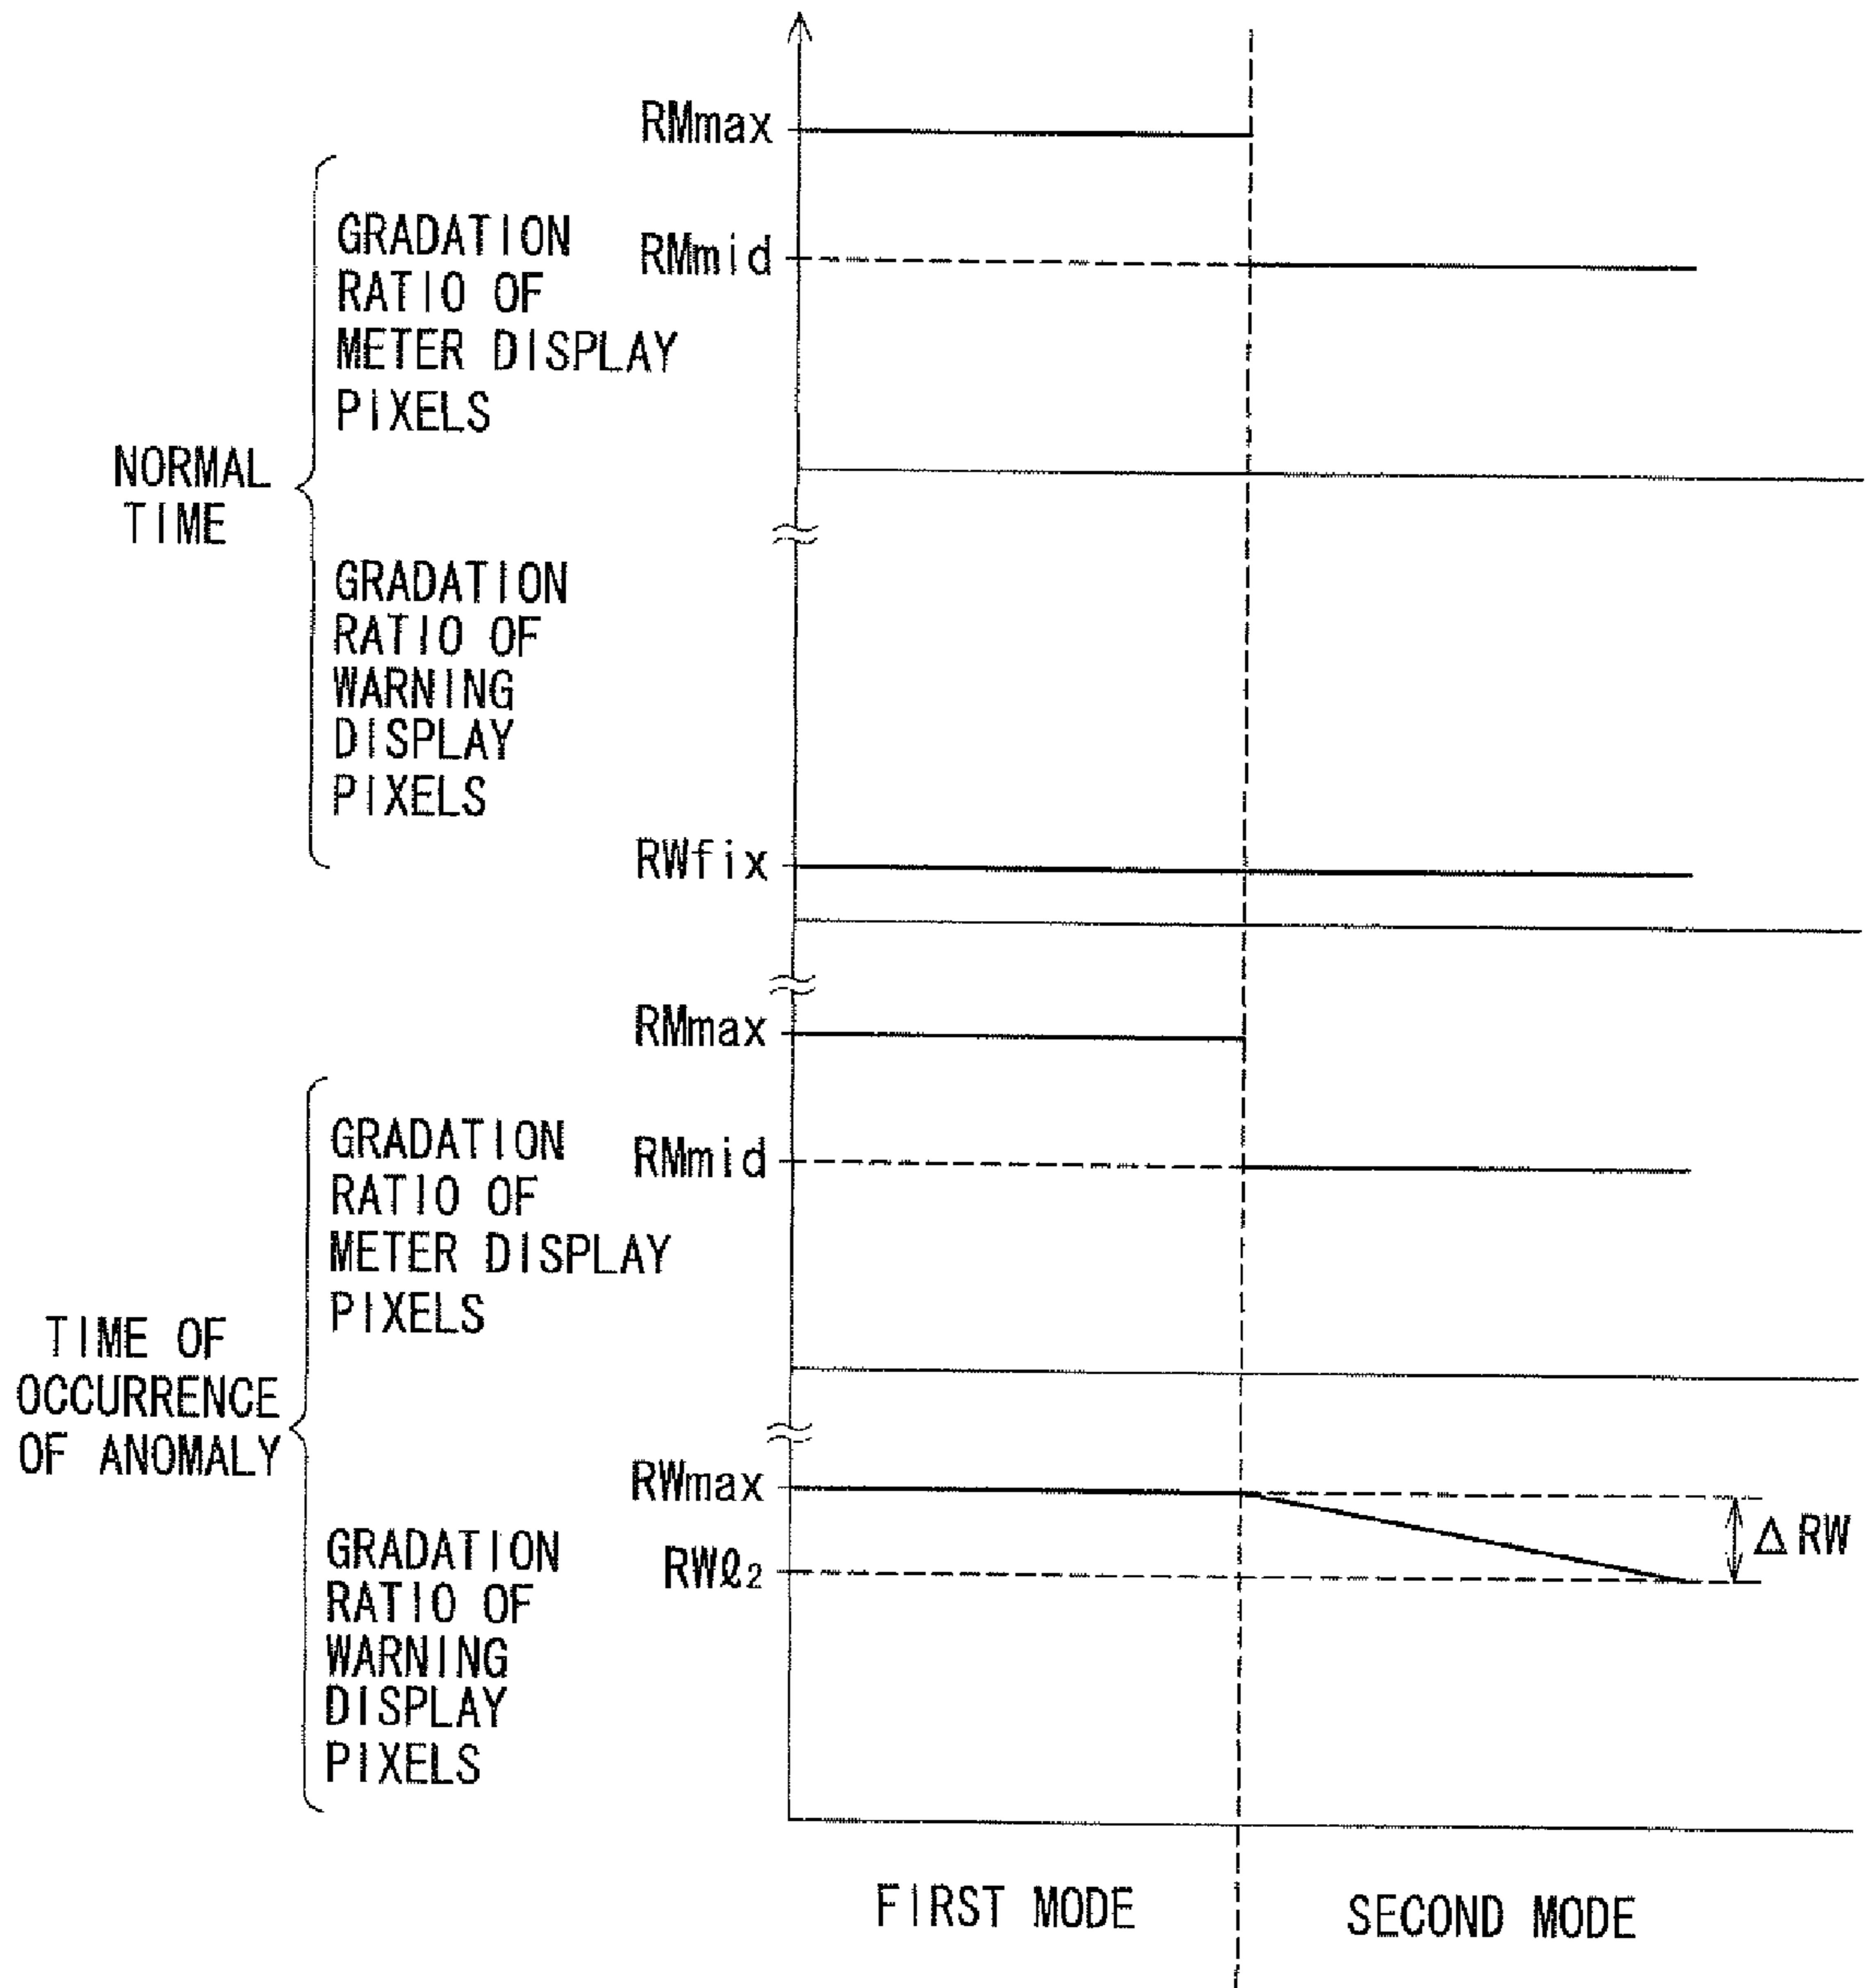 RMmax
GRADATION
RATIO OF
METER DISPLAY
PIXELS
RMmid
NORMAL
TIME
GRADATION
RATIO OF
WARNING
DISPLAY
PIXELS
RWfix
RMmax
GRADATION
RATIO OF
METER DISPLAY
PIXELS
RMmid
TIME OF
OCCURRENCE
OF ANOMALY
RWmax
GRADATION
RATIO OF
WARNING
DISPLAY
PIXELS
RWℓ2
Δ RW
FIRST MODE
SECOND MODE